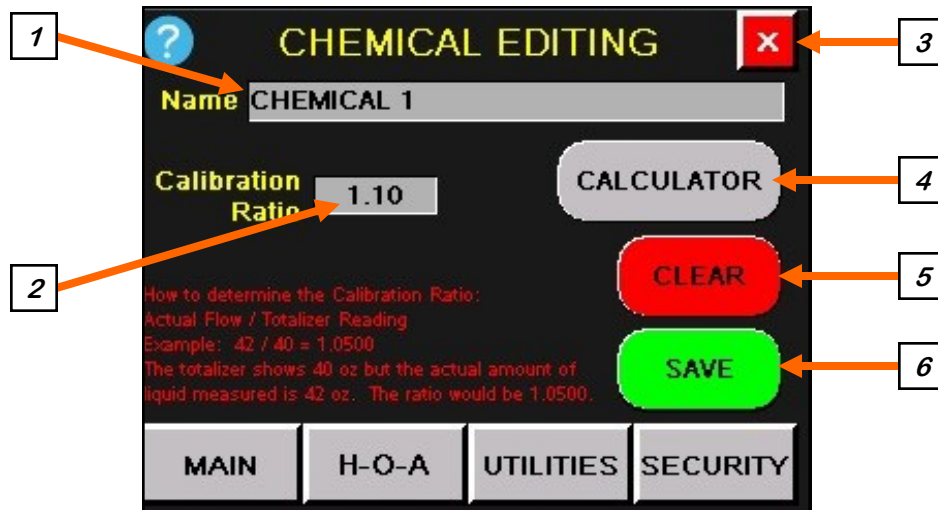 1
? CHEMICAL EDITING X
3
Name CHEMICAL 1
Calibration
Ratio
1.10
CALCULATOR
4
2
CLEAR
5
How to determine the Calibration Ratio:
Actual Flow / Totalizer Reading
Example: 42 / 40 = 1.0500
The totalizer shows 40 oz but the actual amount of
liquid measured is 42 oz. The ratio would be 1.0500.
SAVE
6
MAIN H-O-A UTILITIES SECURITY